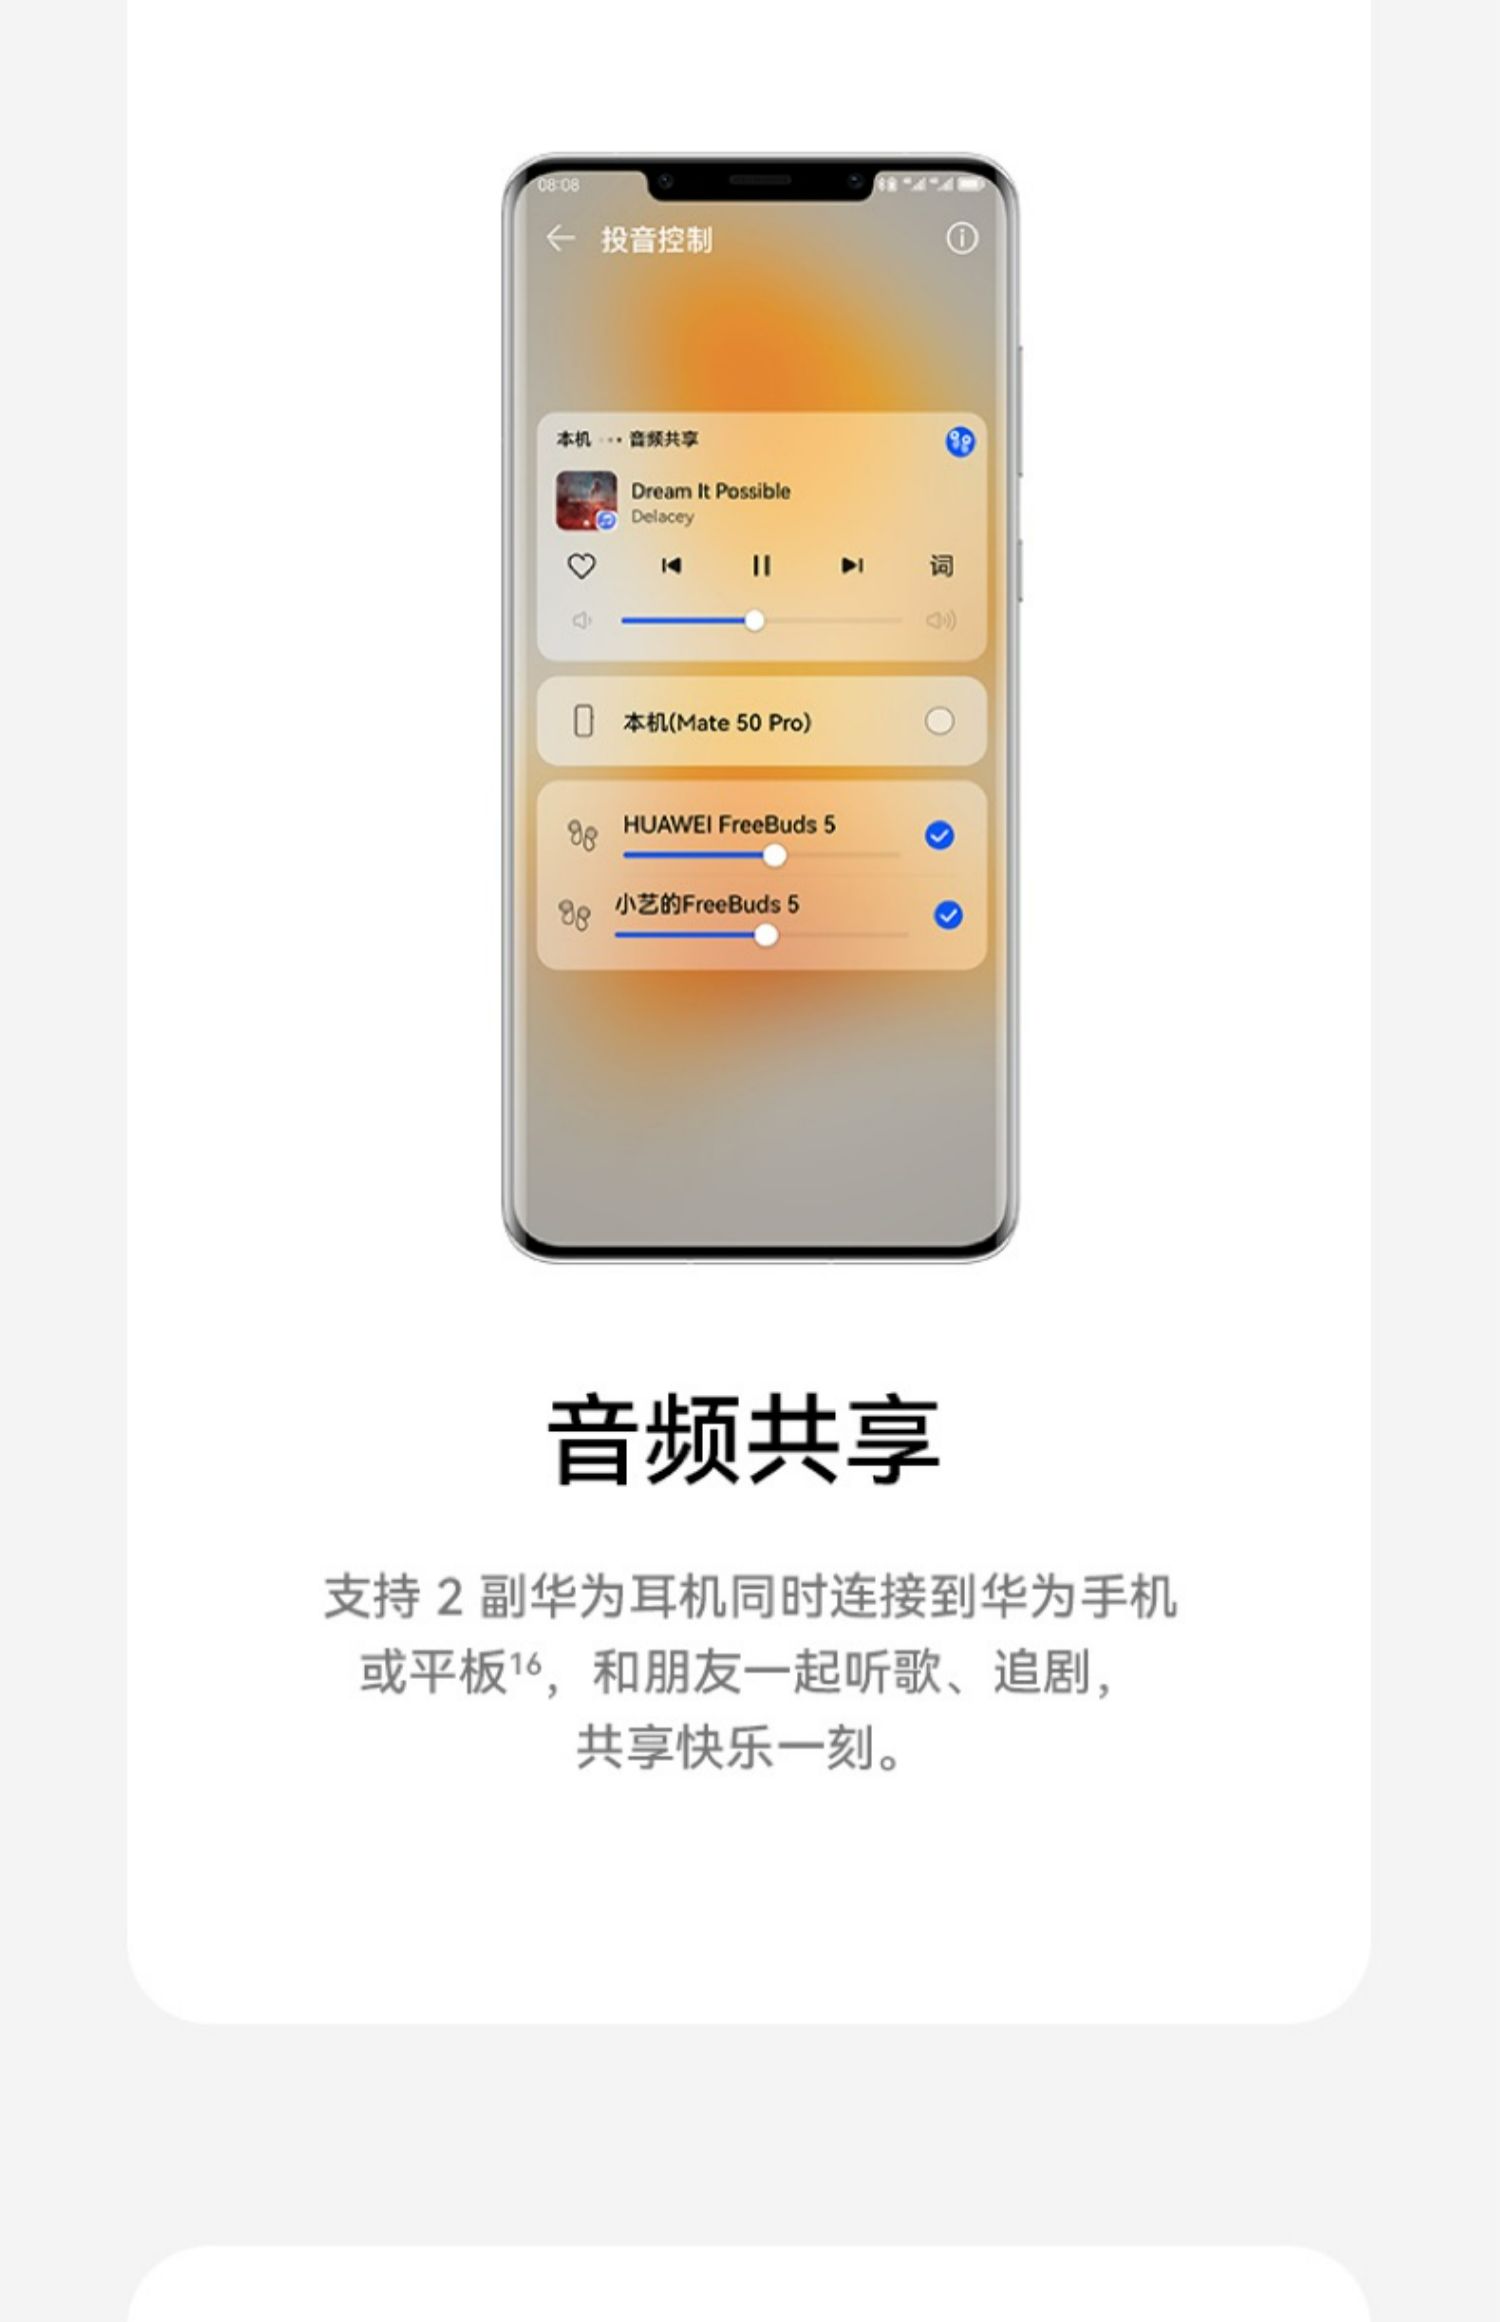 08:08
投音控制
本机 ··• 音频共享
Dream It Possible
Delacey
词
本机(Mate 50 Pro)
HUAWEI FreeBuds 5
小艺的FreeBuds 5
音频共享
支持 2 副华为耳机同时连接到华为手机
或平板¹⁶，和朋友一起听歌、追剧，
共享快乐一刻。